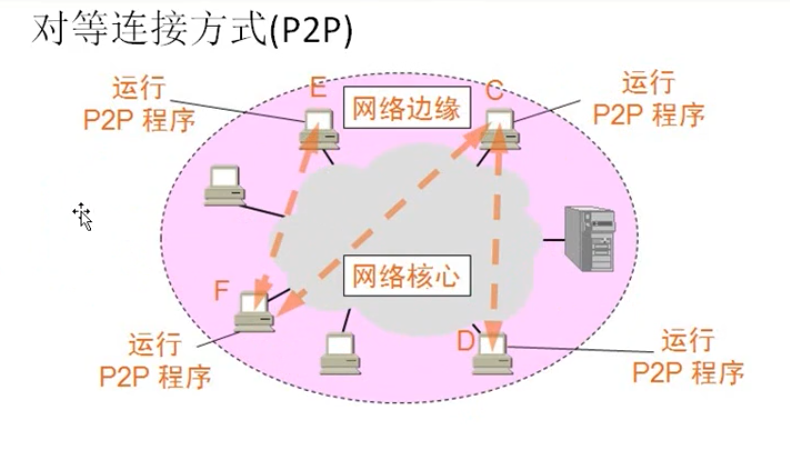 对等连接方式(P2P)
运行
P2P 程序
E
网络边缘
C
运行
P2P 程序
网络核心
F
运行
P2P 程序
D
运行
P2P 程序